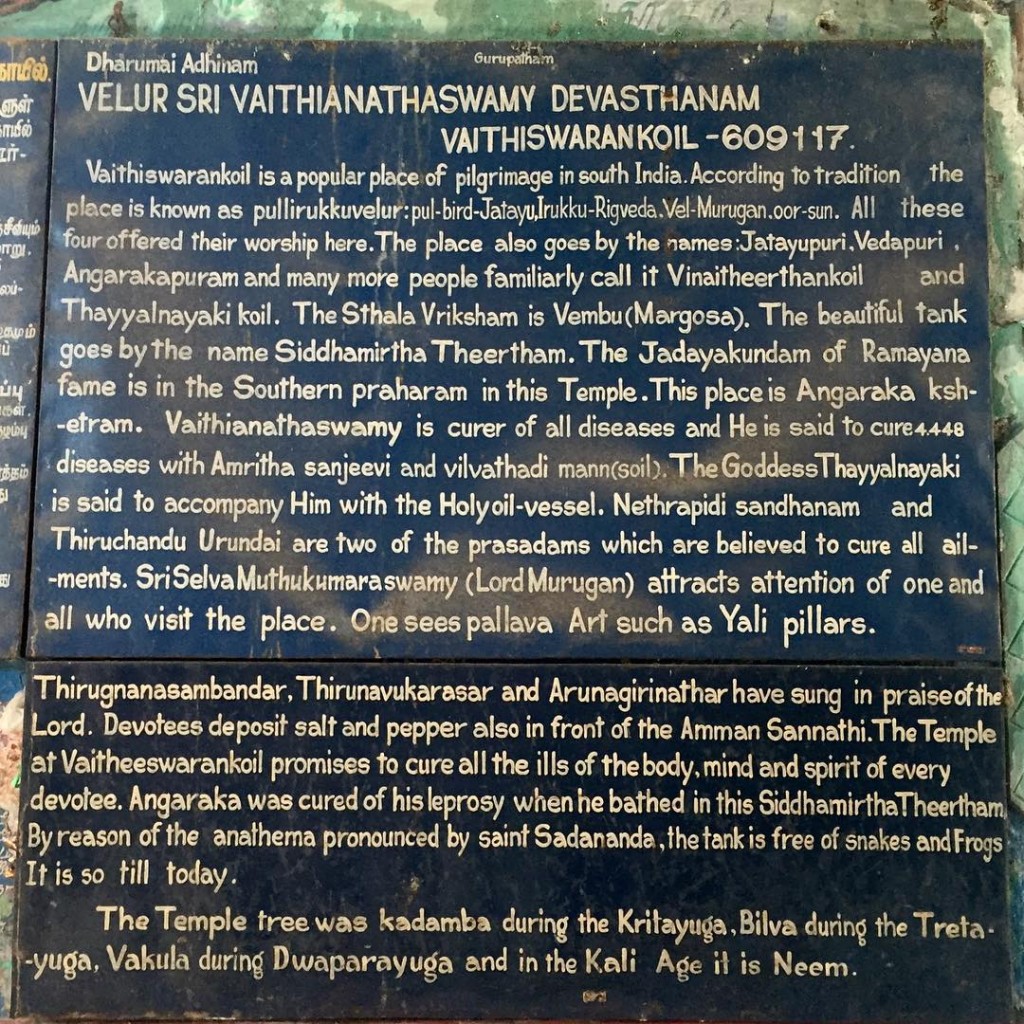 Dharumai Adhinam
Gurupatham
VELUR SRI VAITHIANATHASWAMY DEVASTHANAM
VAITHISWARANKOIL -609117.
Vaithiswarankoil is a popular place of pilgrimage in south India. According to tradition the
place is known as pullirukkuvelur: pul-bird-Jatayu, Irukku-Rigveda. Vel-Murugan. oor-sun. All these
four offered their worship here. The place also goes by the names: Jatayupuri. Vedapuri .
Angarakapuram and many more people familiarly call it Vinaitheerthankoil and
Thayyalnayaki koil. The Sthala Vriksham is Vembu (Margosa). The beautiful tank
goes by the name Siddhamirtha Theertham. The Jadayakundam of Ramayana
fame is in the Southern praharam in this Temple. This place is Angaraka ksh-
-etram. Vaithianathaswamy is curer of all diseases and He is said to cure 4.448
diseases with Amritha sanjeevi and vilvathadi mann(soil). The Goddess Thayyalnayaki
is said to accompany Him with the Holy oil-vessel. Nethrapidi sandhanam and
Thiruchandu Urundai are two of the prasadams which are believed to cure all ail-
-ments. Sri Selva Muthukumaraswamy (Lord Murugan) attracts attention of one and
all who visit the place. One sees pallava Art such as Yali pillars.
Thirugnanasambandar, Thirunavukarasar and Arunagirinathar have sung in praise of the
Lord. Devotees deposit salt and pepper also in front of the Amman Sannathi. The Temple
at Vaitheeswarankoil promises to cure all the ills of the body, mind and spirit of every
devotee. Angaraka was cured of his leprosy when he bathed in this Siddhamirtha Theertham.
By reason of the anathema pronounced by saint Sadananda, the tank is free of snakes and Frogs
It is so till today.
The Temple tree was kadamba during the Kritayuga, Bilva during the Treta-
-yuga, Vakula during Dwaparayuga and in the Kali Age it is Neem.